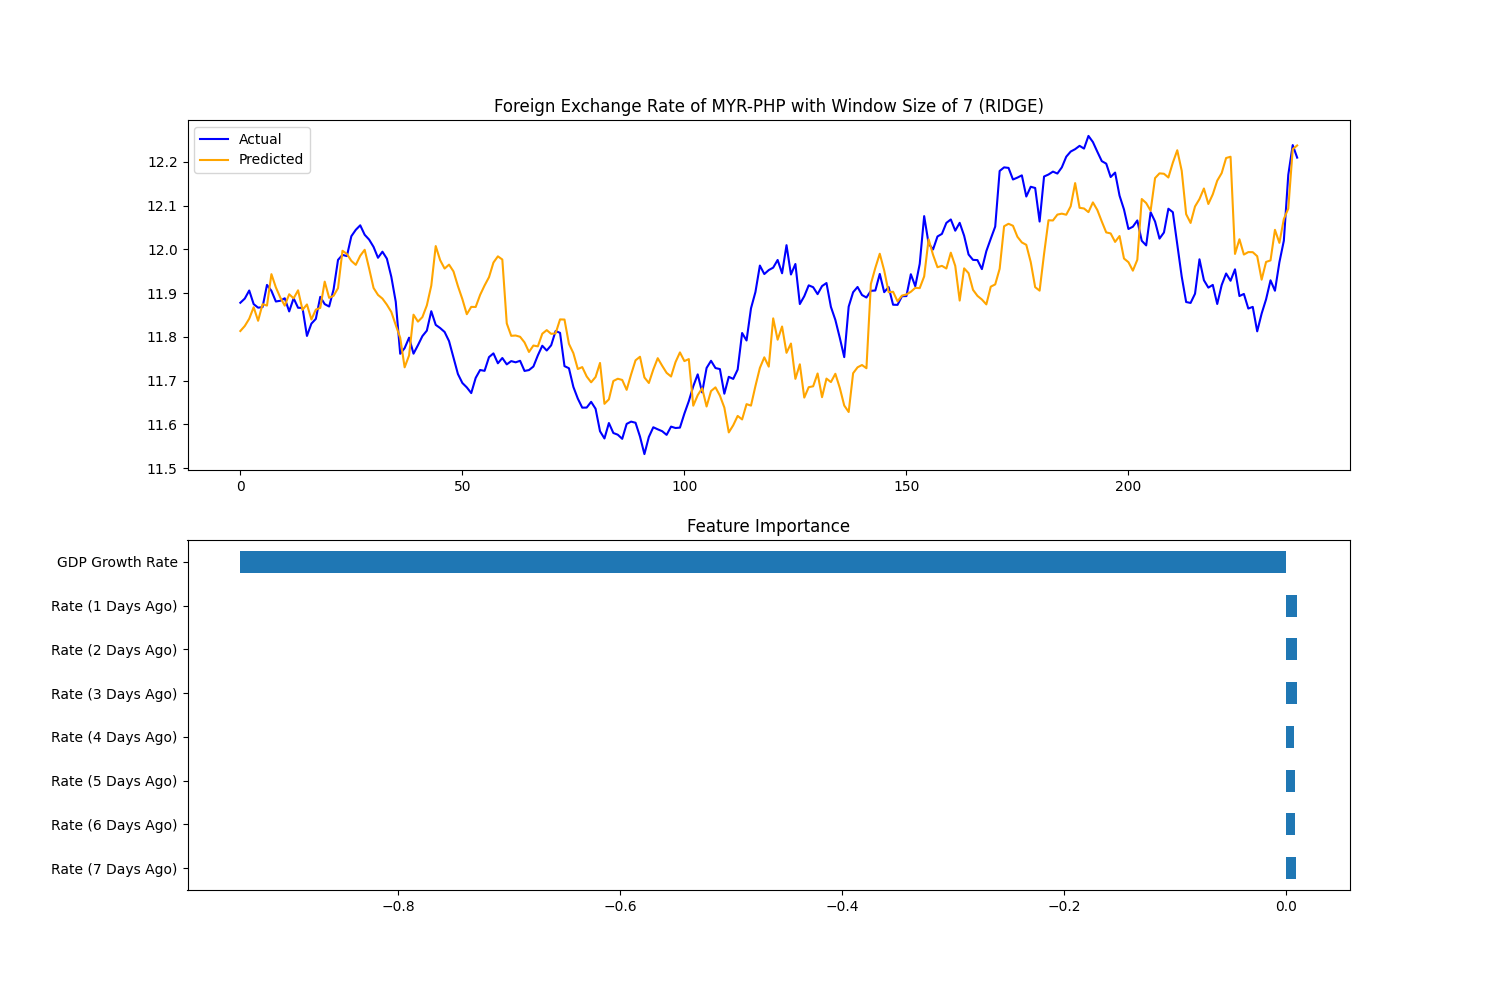 Foreign Exchange Rate of MYR-PHP with Window Size of 7 (RIDGE)
Actual
Predicted
12.2
12.1
12.0
11.9
11.8
11.7
11.6
11.5
0 50 100 150 200
Feature Importance
GDP Growth Rate
Rate (1 Days Ago)
Rate (2 Days Ago)
Rate (3 Days Ago)
Rate (4 Days Ago)
Rate (5 Days Ago)
Rate (6 Days Ago)
Rate (7 Days Ago)
−0.8 −0.6 −0.4 −0.2 0.0